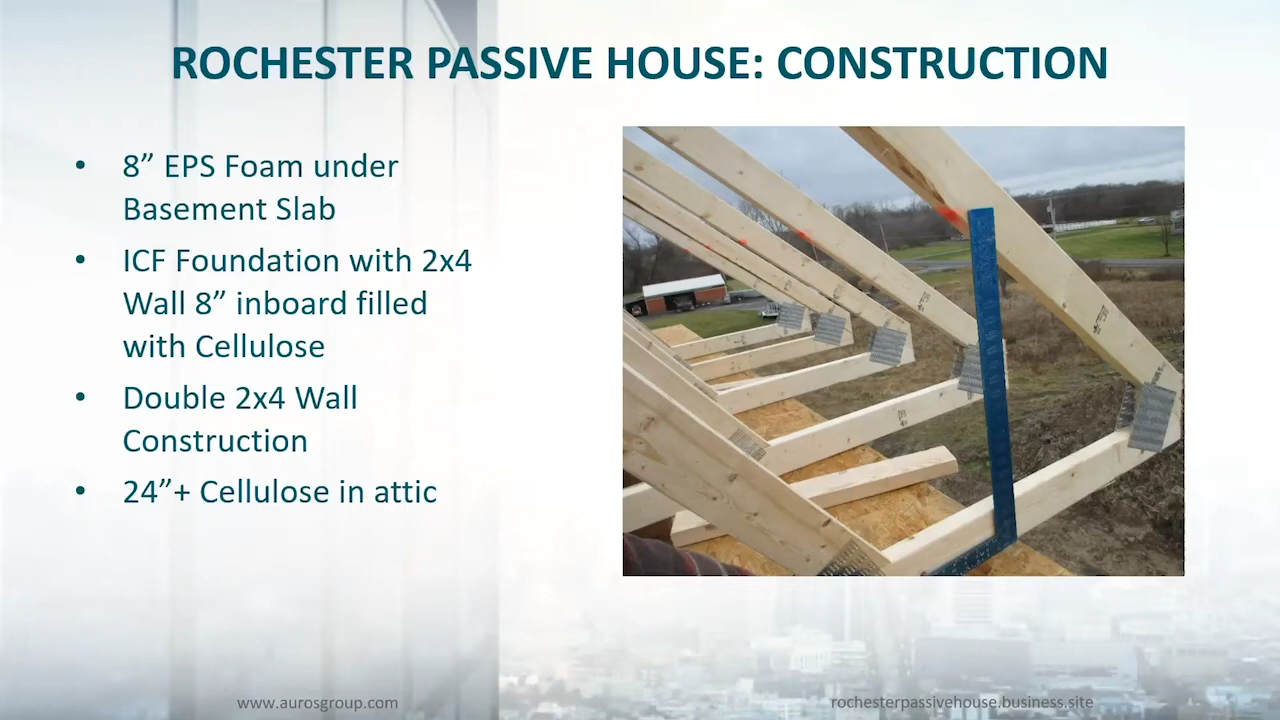 ROCHESTER PASSIVE HOUSE: CONSTRUCTION
• 8” EPS Foam under
Basement Slab
• ICF Foundation with 2x4
Wall 8” inboard filled
with Cellulose
• Double 2x4 Wall
Construction
• 24”+ Cellulose in attic
www.aurosgroup.com
rochesterpassivehouse.business.site